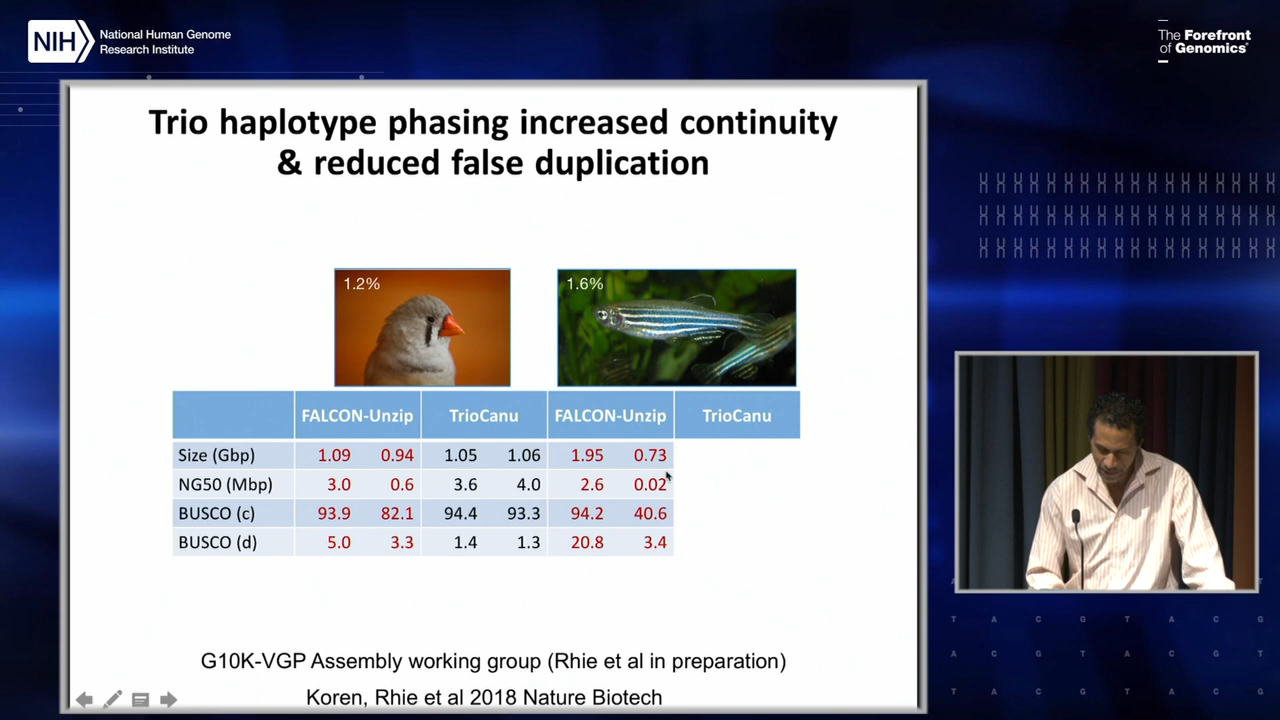 NIH
National Human Genome
Research Institute
The Forefront
of Genomics®
Trio haplotype phasing increased continuity
& reduced false duplication
1.2%
1.6%
FALCON-Unzip TrioCanu FALCON-Unzip TrioCanu
Size (Gbp) 1.09 0.94 1.05 1.06 1.95 0.73
NG50 (Mbp) 3.0 0.6 3.6 4.0 2.6 0.02
BUSCO (c) 93.9 82.1 94.4 93.3 94.2 40.6
BUSCO (d) 5.0 3.3 1.4 1.3 20.8 3.4
G10K-VGP Assembly working group (Rhie et al in preparation)
Koren, Rhie et al 2018 Nature Biotech
T A C G T A C G
A C G T A C G
T A C G T A C G